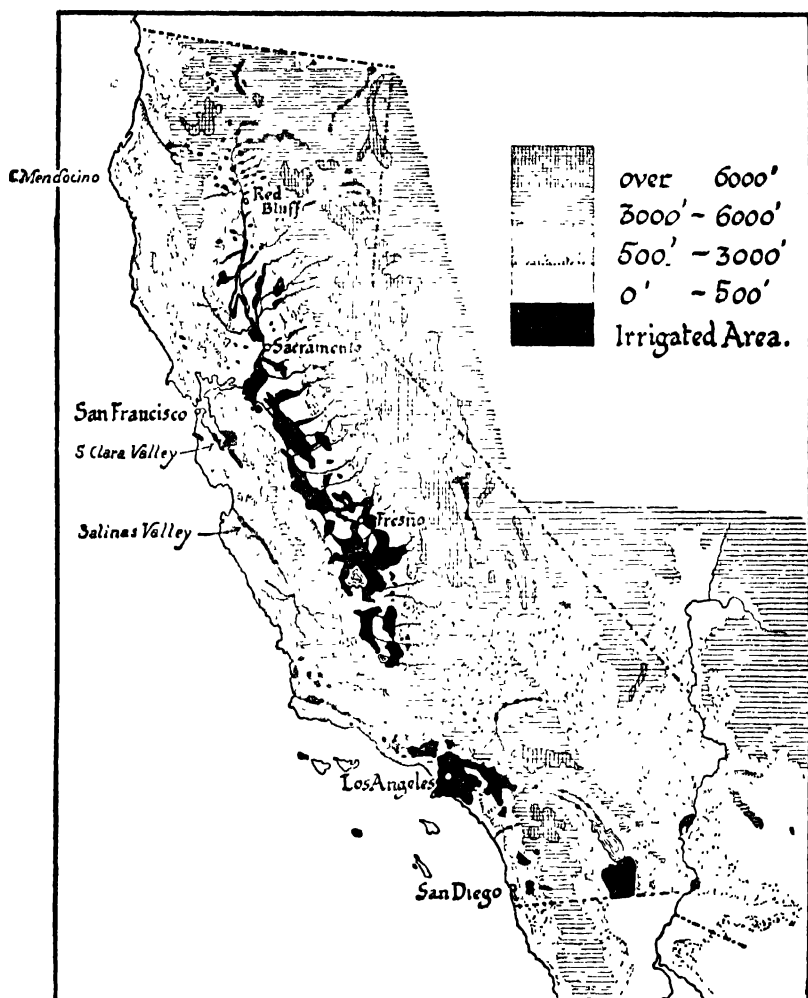 C Mendocino
Red
Bluff
Sacramento
San Fraucisco
S Clara Valley
Salinas Valley
Fresno
Los Angeles
San Diego
over 6000'
3000' ~ 6000'
500.' ~ 3000'
0' ~ 500'
Irrigated Area.